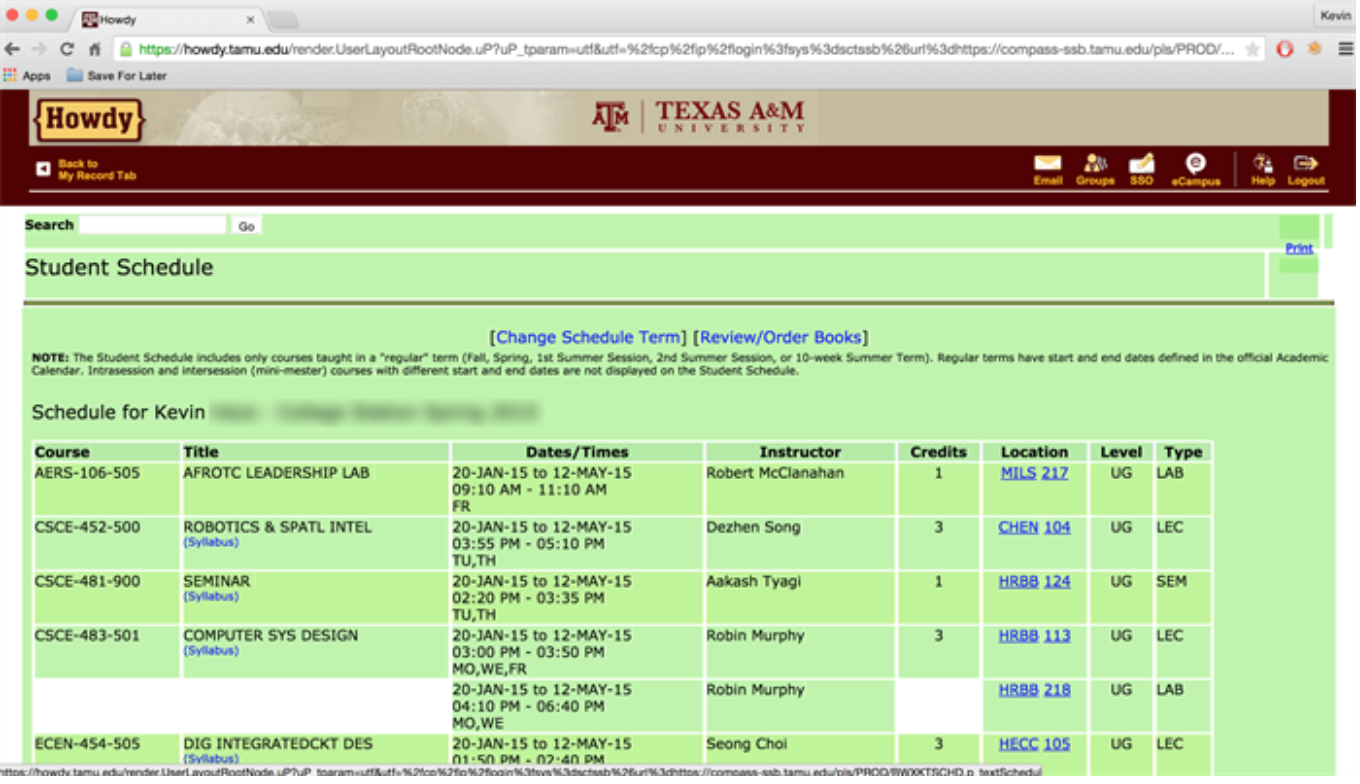 Howdy
Kevin
https://howdy.tamu.edu/render.UserLayoutRootNode.uP?uP_tparam=utf&utf=%2fcp%2fip%2flogin%3fsys%3dsctssb%26url%3dhttps://compass-ssb.tamu.edu/pls/PROD/...
Apps Save For Later
Howdy ATM TEXAS A&M
UNIVERSITY
Back to
My Record Tab
Email Groups SSO eCampus Help Logout
Search Go
Print
Student Schedule
[Change Schedule Term] [Review/Order Books]
NOTE: The Student Schedule includes only courses taught in a "regular" term (Fall, Spring, 1st Summer Session, 2nd Summer Session, or 10-week Summer Term). Regular terms have start and end dates defined in the official Academic
Calendar. Intrasession and intersession (mini-mester) courses with different start and end dates are not displayed on the Student Schedule.
Schedule for Kevin
Course Title Dates/Times Instructor Credits Location Level Type
AERS-106-505 AFROTC LEADERSHIP LAB 20-JAN-15 to 12-MAY-15 Robert McClanahan 1 MILS 217 UG LAB
09:10 AM - 11:10 AM
FR
CSCE-452-500 ROBOTICS & SPATL INTEL 20-JAN-15 to 12-MAY-15 Dezhen Song 3 CHEN 104 UG LEC
(Syllabus) 03:55 PM - 05:10 PM
TU,TH
CSCE-481-900 SEMINAR 20-JAN-15 to 12-MAY-15 Aakash Tyagi 1 HRBB 124 UG SEM
(Syllabus) 02:20 PM - 03:35 PM
TU,TH
CSCE-483-501 COMPUTER SYS DESIGN 20-JAN-15 to 12-MAY-15 Robin Murphy 3 HRBB 113 UG LEC
(Syllabus) 03:00 PM - 03:50 PM
MO,WE,FR
20-JAN-15 to 12-MAY-15 Robin Murphy HRBB 218 UG LAB
04:10 PM - 06:40 PM
MO,WE
ECEN-454-505 DIG INTEGRATEDCKT DES 20-JAN-15 to 12-MAY-15 Seong Choi 3 HECC 105 UG LEC
(Syllabus) 01:50 PM - 02:40 PM
https://howdy.tamu.edu/render.UserLayoutRootNode.uP?uP_tparam=utf&utf=%2fcp%2fip%2flogin%3fsys%3dsctssb%26url%3dhttps://compass-ssb.tamu.edu/pls/PROD/BWXKTSCHD.p_textSchedul